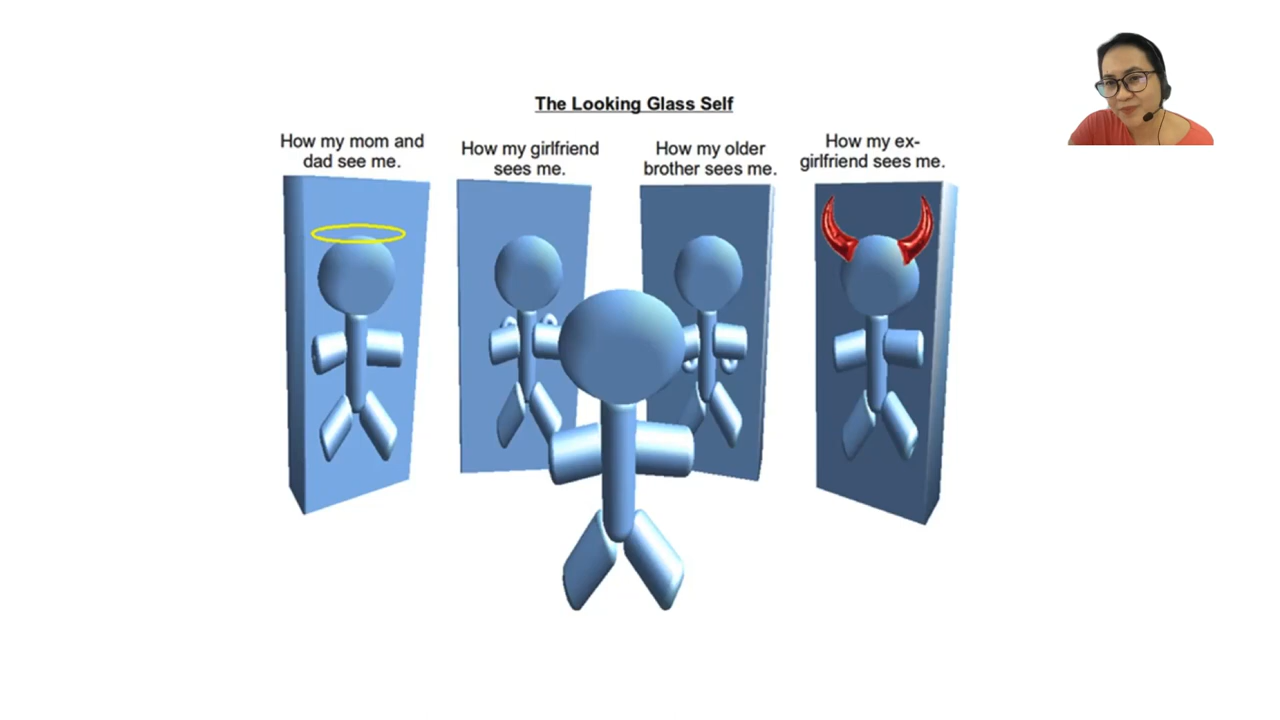 The Looking Glass Self
How my mom and
dad see me.
How my girlfriend
sees me.
How my older
brother sees me.
How my ex-
girlfriend sees me.